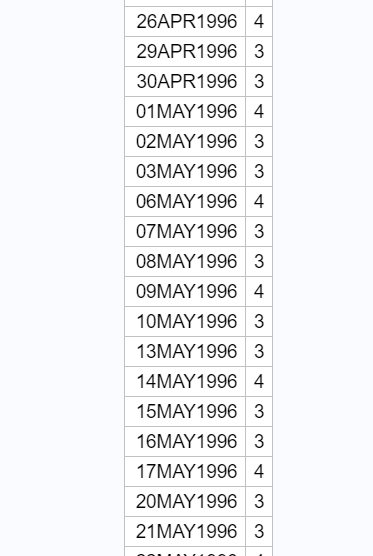 26APR1996 4
29APR1996 3
30APR1996 3
01MAY1996 4
02MAY1996 3
03MAY1996 3
06MAY1996 4
07MAY1996 3
08MAY1996 3
09MAY1996 4
10MAY1996 3
13MAY1996 3
14MAY1996 4
15MAY1996 3
16MAY1996 3
17MAY1996 4
20MAY1996 3
21MAY1996 3